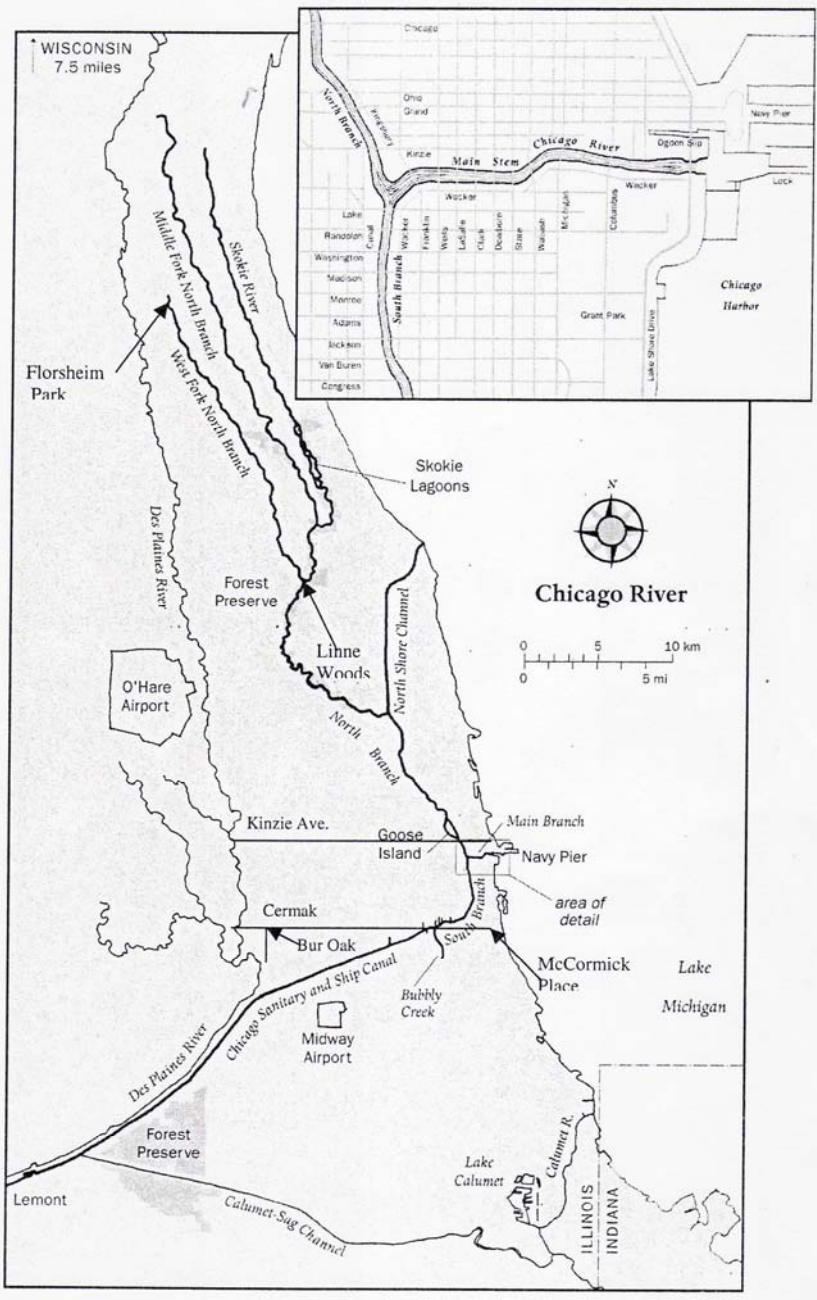 WISCONSIN
7.5 miles
Chicago
Ohio
Grand
Kingsbury
North Branch
Kinzie
Main Stem
Chicago River
Ogden Slip
Navy Pier
Lock
Wacker
Wacker
Lake
Randolph
Washington
Madison
Monroe
Adams
Jackson
Van Buren
Congress
Canal
South Branch
Wacker
Franklin
Wells
LaSalle
Clark
Dearborn
State
Wabash
Michigan
Columbus
Grant Park
Lake Shore Drive
Chicago
Harbor
Middle Fork North Branch
Skokie River
Florsheim
Park
West Fork North Branch
Skokie
Lagoons
Des Plaines River
N
Chicago River
0 5 10 km
0 5 mi
Forest
Preserve
North Shore Channel
Linne
Woods
O'Hare
Airport
North
Branch
Kinzie Ave.
Goose
Island
Main Branch
Navy Pier
area of
detail
Cermak
South Branch
Bur Oak
McCormick
Place
Chicago Sanitary and Ship Canal
Bubbly
Creek
Lake
Michigan
Midway
Airport
Des Plaines River
Forest
Preserve
Lemont
Calumet-Sag Channel
Lake
Calumet
Calumet R.
ILLINOIS
INDIANA